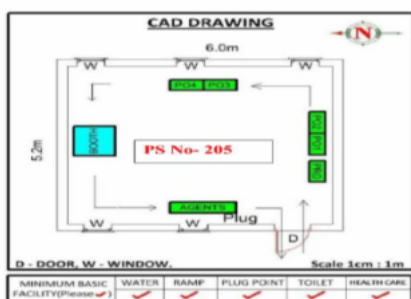 CAD DRAWING
N
6.0m
W
W
W
PO4 PO3
5.2m
BOOTH
PS No- 205
PO2
PO1
PRO
AGENTS
Plug
W
W
D
D - DOOR, W - WINDOW.
Scale 1cm : 1m
MINIMUM BASIC FACILITY(Please ✓)
WATER
RAMP
PLUG POINT
TOILET
HEALTH CARE
✓ ✓ ✓ ✓ ✓